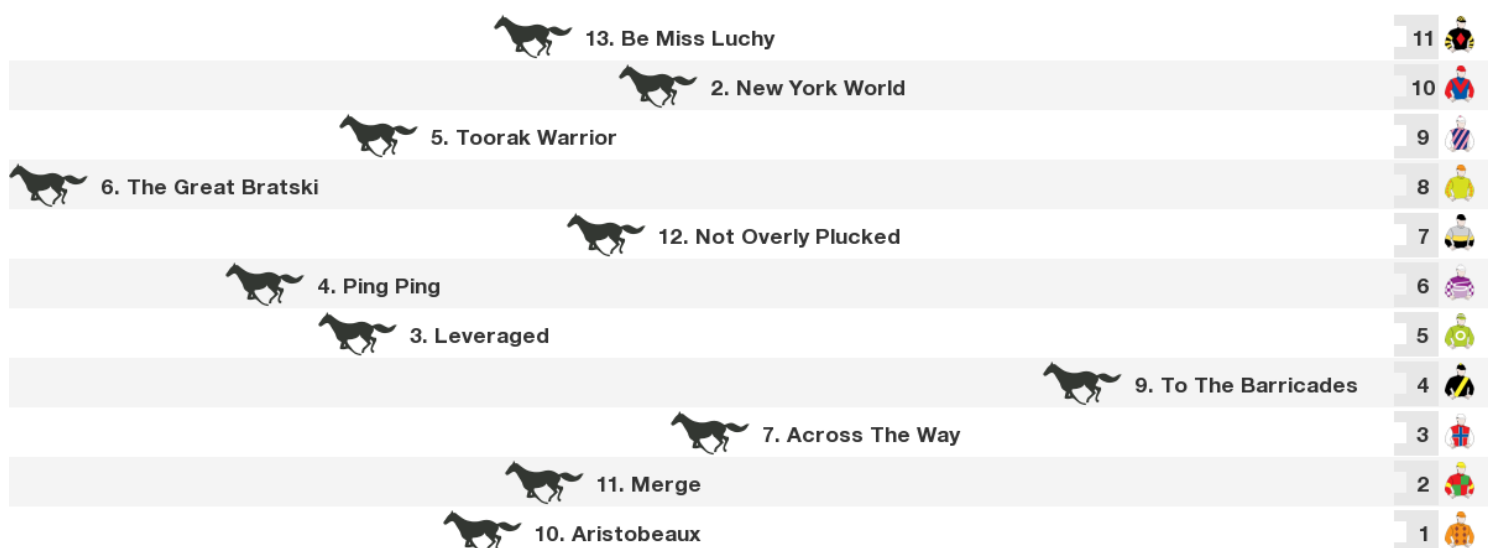 13. Be Miss Luchy 11
2. New York World 10
5. Toorak Warrior 9
6. The Great Bratski 8
12. Not Overly Plucked 7
4. Ping Ping 6
3. Leveraged 5
9. To The Barricades 4
7. Across The Way 3
11. Merge 2
10. Aristobeaux 1